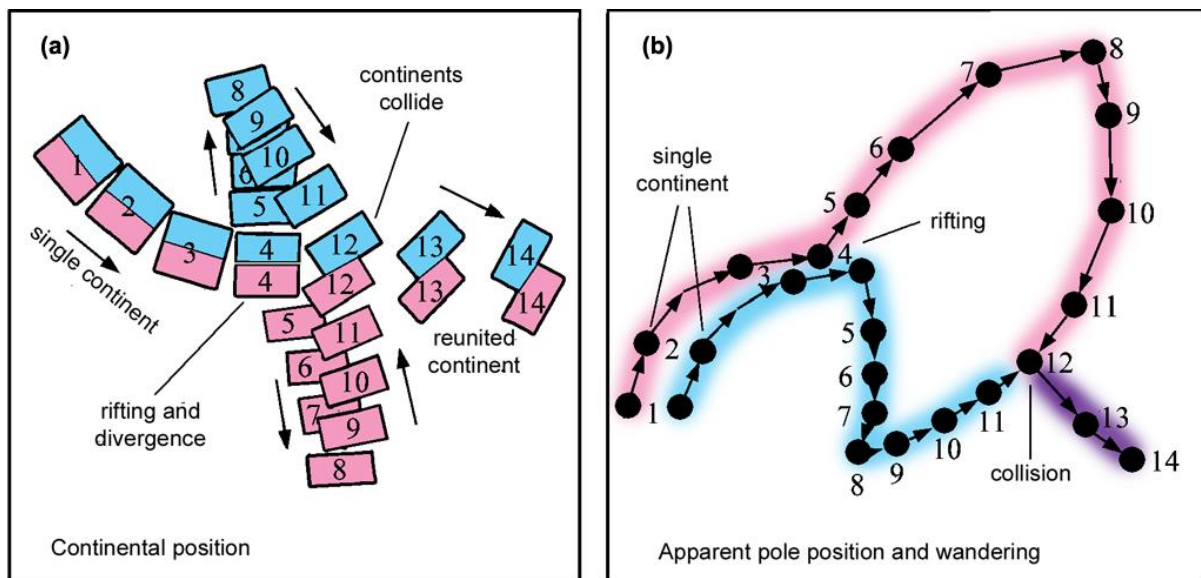 (a)
8
continents
collide
9
10
1
6
11
2
5
12
13
14
3
4
single
continent
4
12
13
14
5
11
reunited
continent
6
10
rifting and
divergence
7
9
8
Continental position
(b)
8
7
9
6
single
continent
10
5
rifting
4
3
11
2
5
12
6
1
7
13
11
10
9
14
8
collision
Apparent pole position and wandering